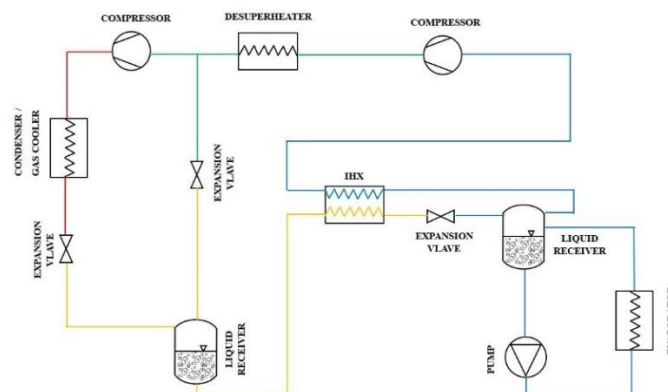 COMPRESSOR
DESUPERHEATER
COMPRESSOR
CONDENSER /
GAS COOLER
EXPANSION
VLAVE
IHX
EXPANSION
VLAVE
EXPANSION
VLAVE
LIQUID
RECEIVER
LIQUID
RECEIVER
PUMP